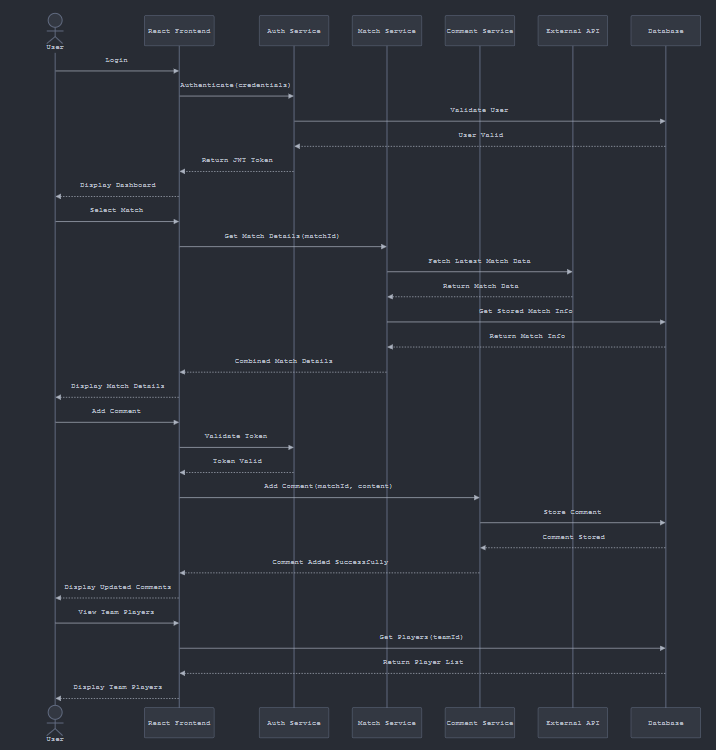 User
React Frontend
Auth Service
Match Service
Comment Service
External API
Database
Login
Authenticate(credentials)
Validate User
User Valid
Return JWT Token
Display Dashboard
Select Match
Get Match Details(matchId)
Fetch Latest Match Data
Return Match Data
Get Stored Match Info
Return Match Info
Combined Match Details
Display Match Details
Add Comment
Validate Token
Token Valid
Add Comment(matchId, content)
Store Comment
Comment Stored
Comment Added Successfully
Display Updated Comments
View Team Players
Get Players(teamId)
Return Player List
Display Team Players
User
React Frontend
Auth Service
Match Service
Comment Service
External API
Database